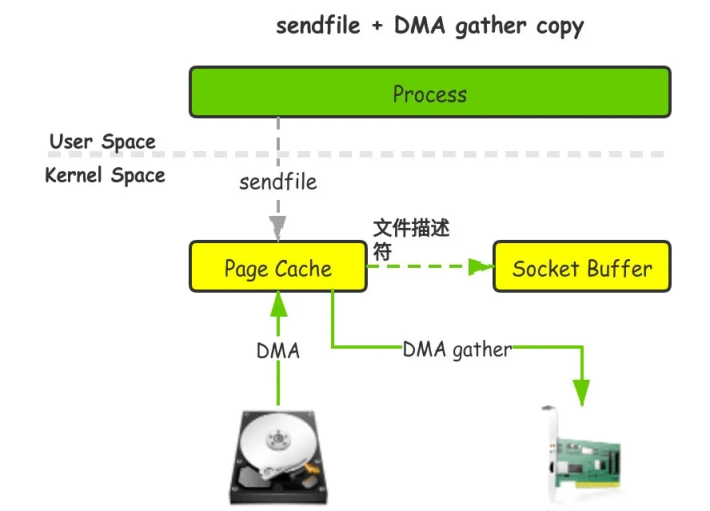 sendfile + DMA gather copy
Process
User Space
Kernel Space
sendfile
文件描述
符
Page Cache
Socket Buffer
DMA
DMA gather